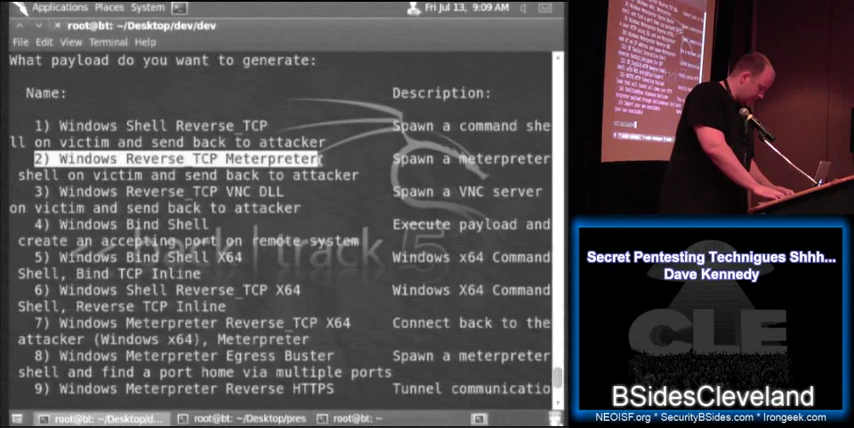 Applications Places System
Fri Jul 13, 9:09 AM
root@bt: ~/Desktop/dev/dev
File Edit View Terminal Help
What payload do you want to generate:
Name: Description:
1) Windows Shell Reverse_TCP Spawn a command she
ll on victim and send back to attacker
2) Windows Reverse_TCP Meterpreter Spawn a meterpreter
shell on victim and send back to attacker
3) Windows Reverse_TCP VNC DLL Spawn a VNC server
on victim and send back to attacker
4) Windows Bind Shell Execute payload and
create an accepting port on remote system
5) Windows Bind Shell X64 Windows x64 Command
Shell, Bind TCP Inline
6) Windows Shell Reverse_TCP X64 Windows X64 Command
Shell, Reverse TCP Inline
7) Windows Meterpreter Reverse_TCP X64 Connect back to the
attacker (Windows x64), Meterpreter
8) Windows Meterpreter Egress Buster Spawn a meterpreter
shell and find a port home via multiple ports
9) Windows Meterpreter Reverse HTTPS Tunnel communicatio
track 5
root@bt: ~/Desktop/d...
root@bt: ~/Desktop/pres
root@bt: ~
Secret Pentesting Technigues Shhh...
Dave Kennedy
CLE
BSidesCleveland
NEOISF.org * SecurityBSides.com * Irongeek.com